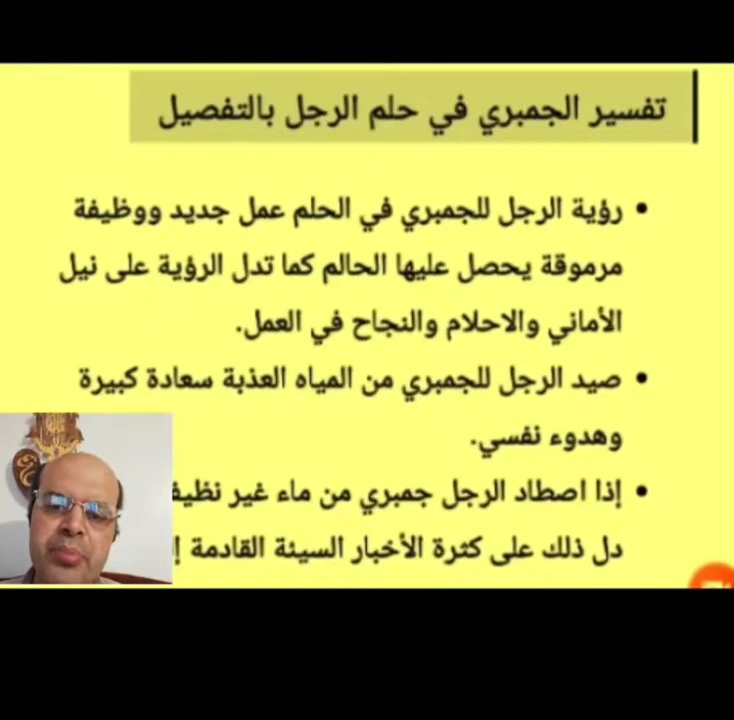 تفسير الجمبري في حلم الرجل بالتفصيل
• رؤية الرجل للجمبري في الحلم عمل جديد ووظيفة
مرموقة يحصل عليها الحالم كما تدل الرؤية على نيل
الأماني والاحلام والنجاح في العمل.
• صيد الرجل للجمبري من المياه العذبة سعادة كبيرة
وهدوء نفسي.
• إذا اصطاد الرجل جمبري من ماء غير
دل ذلك على كثرة الأخبار السيئة القادمة